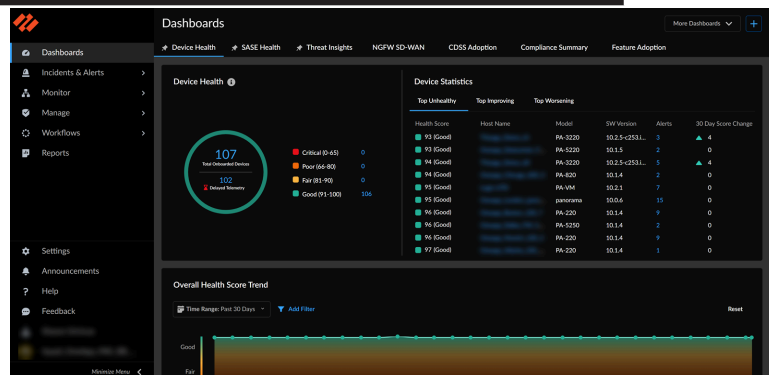 Dashboards
More Dashboards
+
Device Health
SASE Health
Threat Insights
NGFW SD-WAN
CDSS Adoption
Compliance Summary
Feature Adoption
Dashboards
Incidents & Alerts
Monitor
Manage
Workflows
Reports
Settings
Announcements
? Help
Feedback
Minimize Menu
Device Health
107
Total Onboarded Devices
102
Delayed Telemetry
Critical (0-65) 0
Poor (66-80) 0
Fair (81-90) 0
Good (91-100) 106
Device Statistics
Top Unhealthy Top Improving Top Worsening
Health Score Host Name Model SW Version Alerts 30 Day Score Change
93 (Good) PA-3220 10.2.5-c253.i... 3 4
93 (Good) PA-5220 10.1.5 2 0
94 (Good) PA-3220 10.2.5-c253.i... 5 4
94 (Good) PA-820 10.1.4 2 0
95 (Good) PA-VM 10.2.1 7 0
95 (Good) panorama 10.0.6 15 0
96 (Good) PA-220 10.1.4 9 0
96 (Good) PA-5250 10.1.4 2 0
96 (Good) PA-220 10.1.4 9 0
97 (Good) PA-220 10.1.4 1 0
Overall Health Score Trend
Time Range: Past 30 Days
Add Filter
Reset
Good
Fair